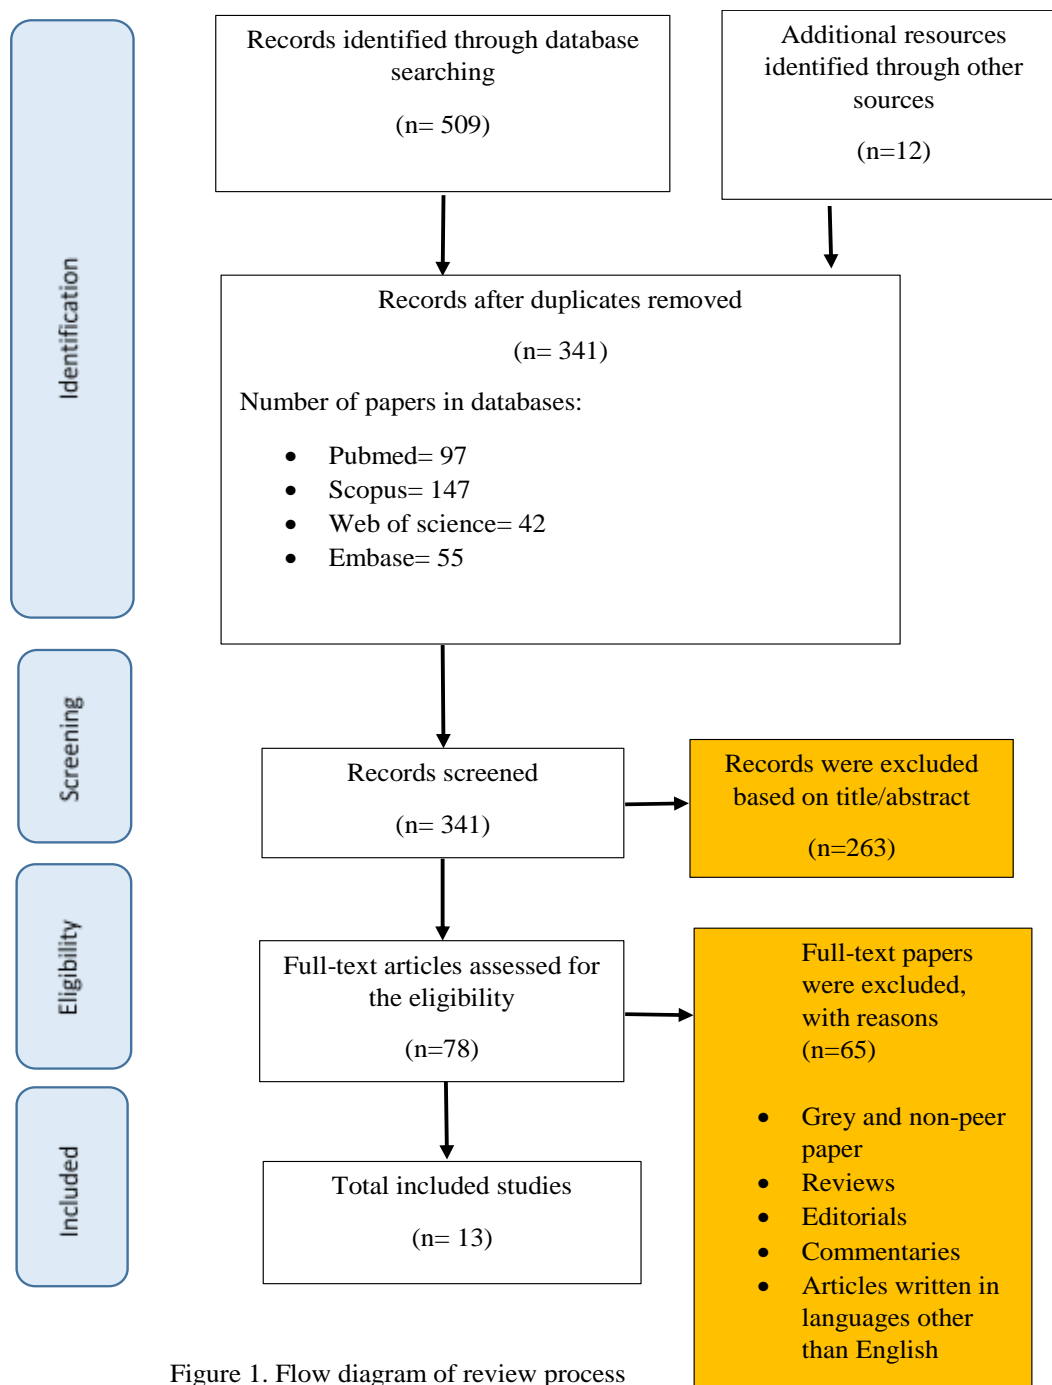 Records identified through database
searching
(n= 509)
Additional resources
identified through other
sources
(n=12)
Identification
Records after duplicates removed
(n= 341)
Number of papers in databases:
• Pubmed= 97
• Scopus= 147
• Web of science= 42
• Embase= 55
Screening
Records screened
(n= 341)
Records were excluded
based on title/abstract
(n=263)
Eligibility
Full-text articles assessed for
the eligibility
(n=78)
Full-text papers
were excluded,
with reasons
(n=65)
• Grey and non-peer
paper
• Reviews
• Editorials
• Commentaries
• Articles written in
languages other
than English
Included
Total included studies
(n= 13)
Figure 1. Flow diagram of review process